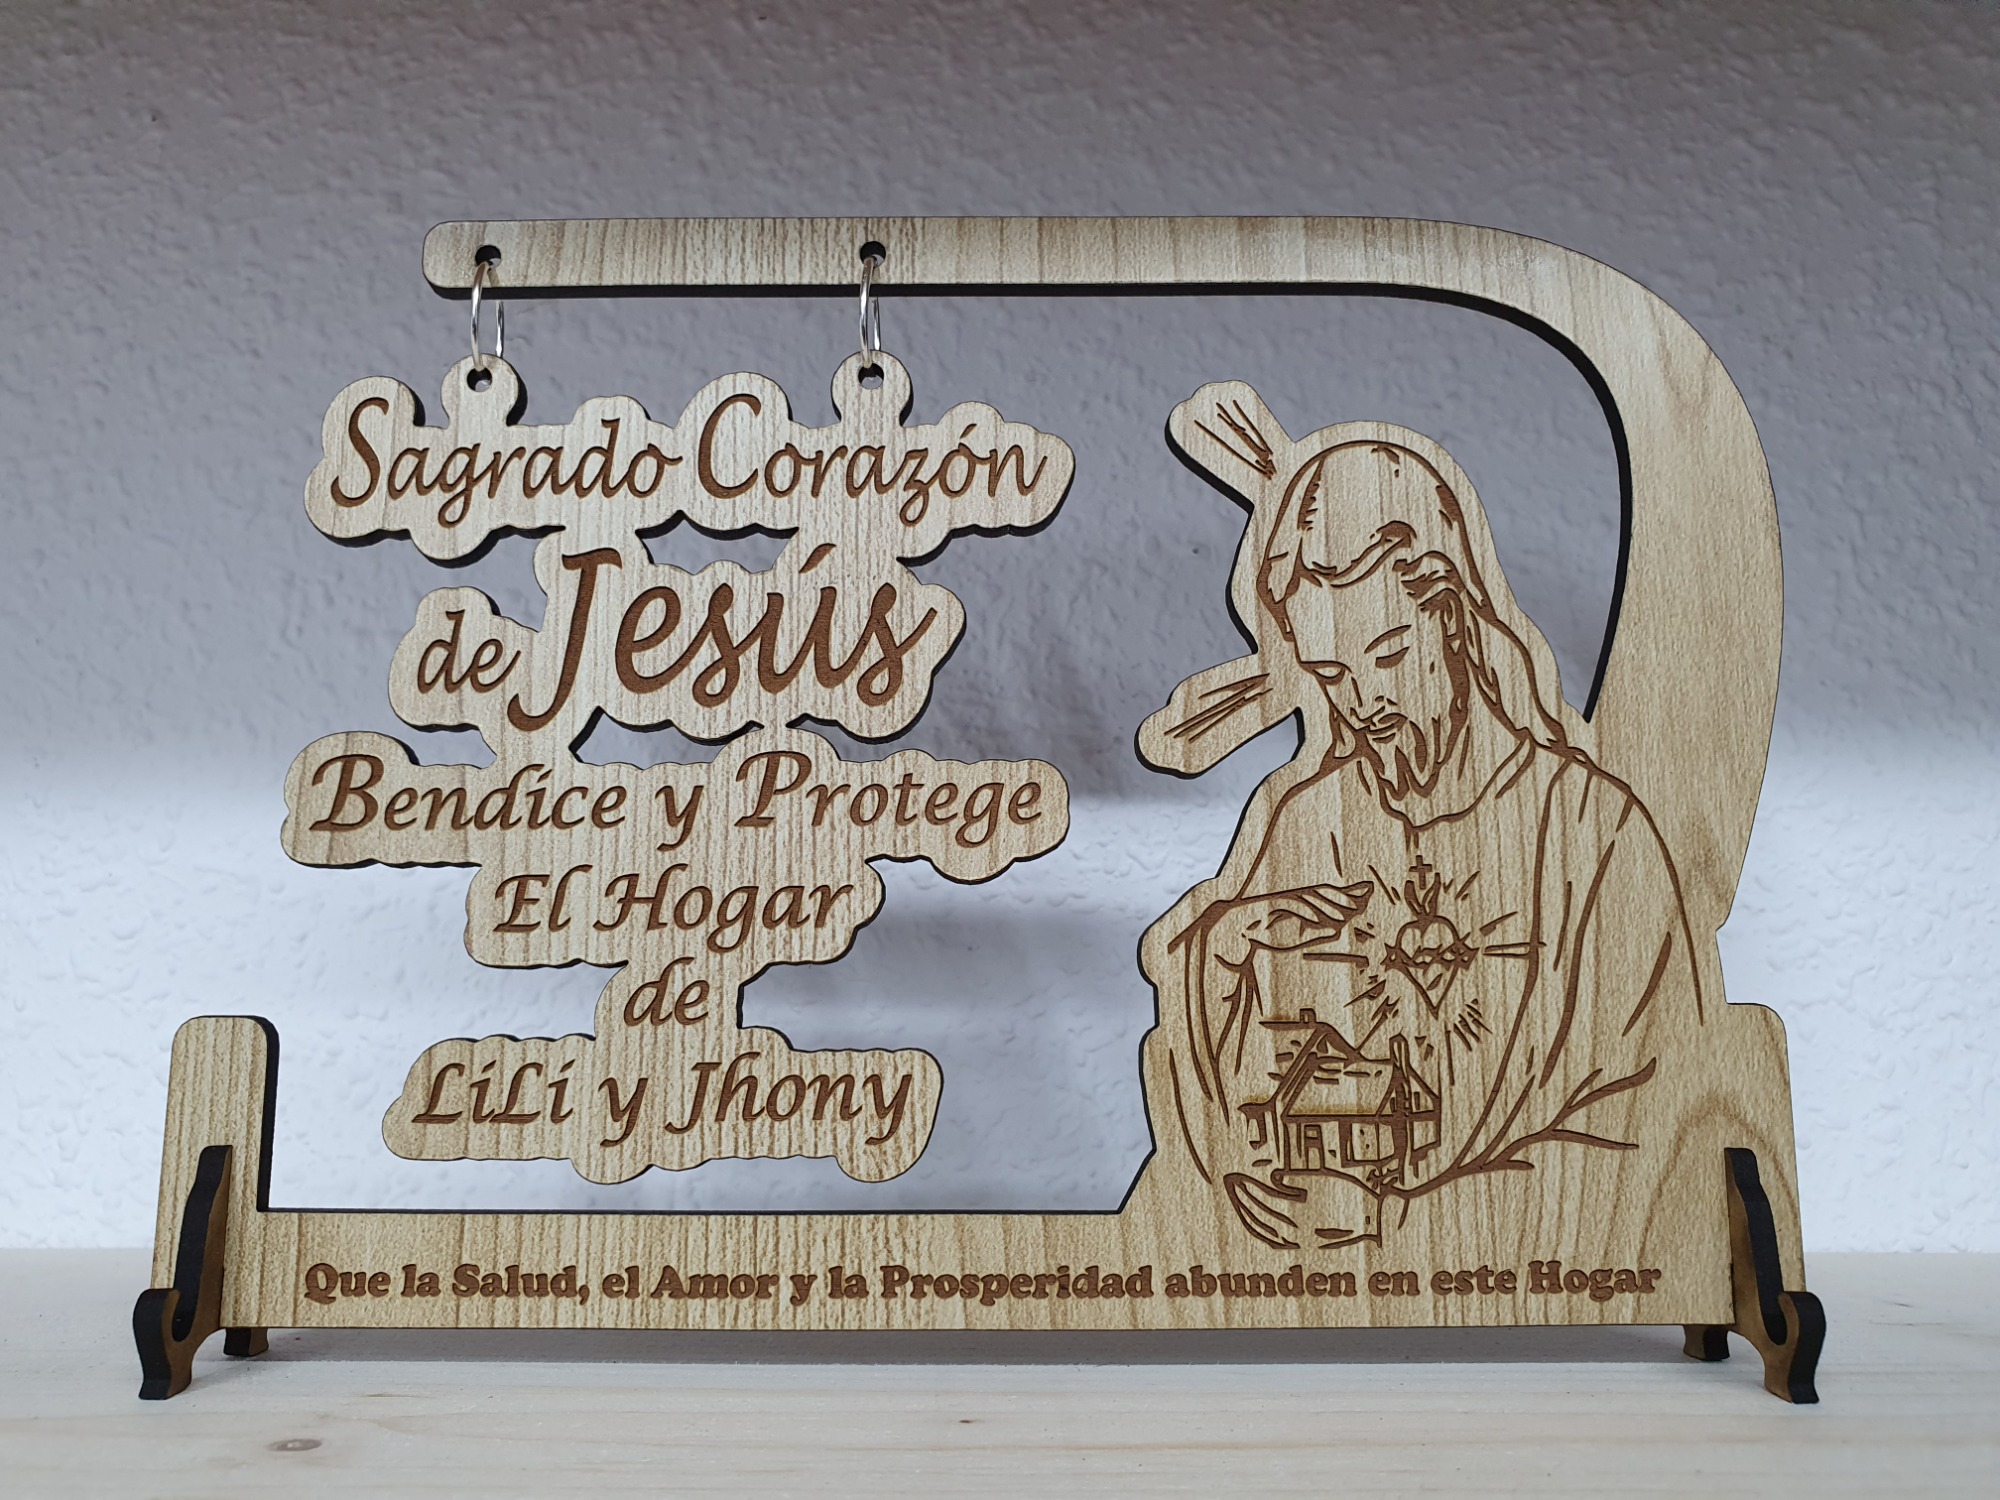 Sagrado Corazón
de Jesús
Bendice y Protege
El Hogar
de
LiLi y Jhony
Que la Salud, el Amor y la Prosperidad abunden en este Hogar